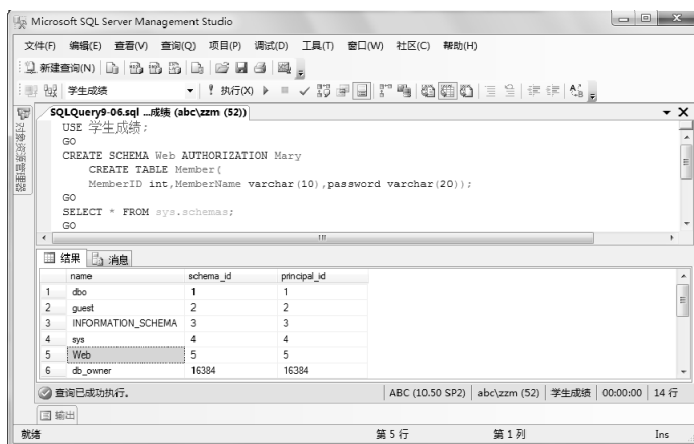 Microsoft SQL Server Management Studio
文件(F) 编辑(E) 查看(V) 查询(Q) 项目(P) 调试(D) 工具(T) 窗口(W) 社区(C) 帮助(H)
新建查询(N)
学生成绩 执行(X)
SQLQuery9-06.sql ...成绩 (abc\zzm (52))
对象资源管理器
USE 学生成绩;
GO
CREATE SCHEMA Web AUTHORIZATION Mary
CREATE TABLE Member(
MemberID int,MemberName varchar(10),password varchar(20));
GO
SELECT * FROM sys.schemas;
GO
结果 消息
name schema_id principal_id
1 dbo 1 1
2 guest 2 2
3 INFORMATION_SCHEMA 3 3
4 sys 4 4
5 Web 5 5
6 db_owner 16384 16384
查询已成功执行。 ABC (10.50 SP2) abc\zzm (52) 学生成绩 00:00:00 14 行
输出
就绪 第 5 行 第 1 列 Ins